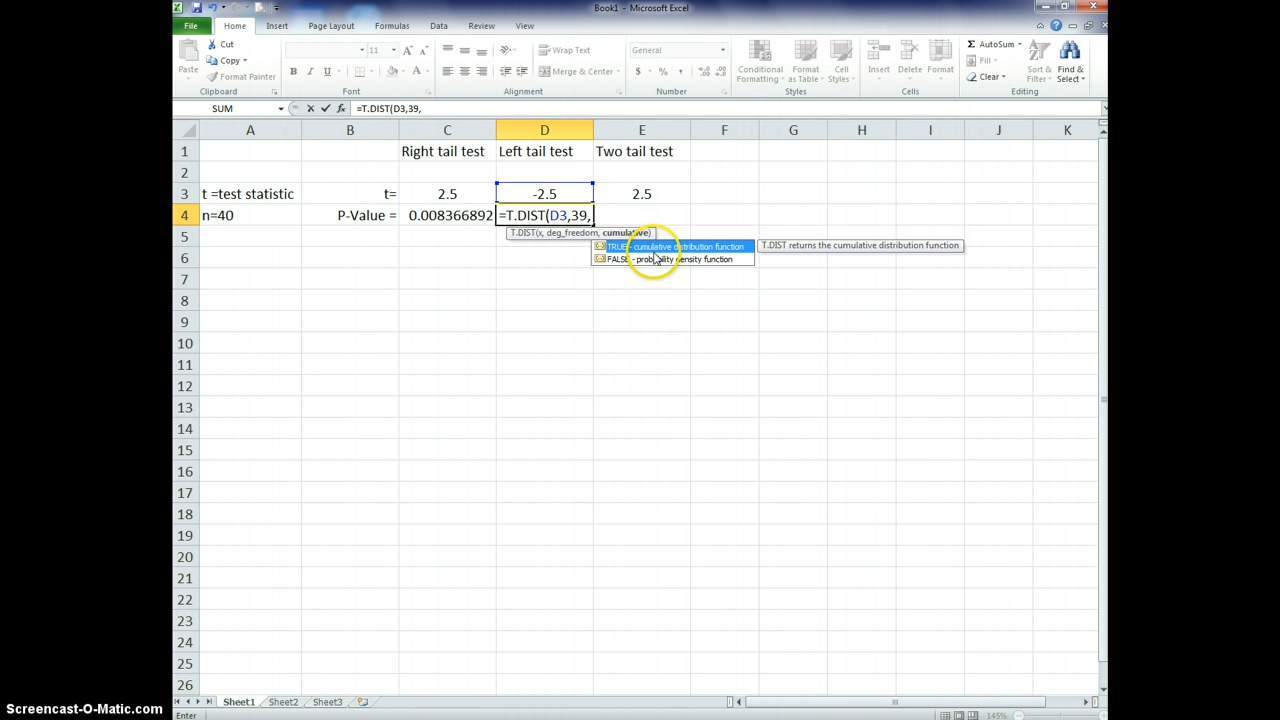 Book1 - Microsoft Excel
File Home Insert Page Layout Formulas Data Review View
Paste Cut Copy Format Painter
Clipboard
11
B I U A
Font
Wrap Text
Merge & Center
Alignment
General
$ % ,
Number
Conditional Formatting Format as Table Cell Styles
Styles
Insert Delete Format
Cells
Σ AutoSum Fill Clear Sort & Filter Find & Select
Editing
SUM fx =T.DIST(D3,39,
A B C D E F G H I J K
1 Right tail test Left tail test Two tail test
2
3 t =test statistic t= 2.5 -2.5 2.5
4 n=40 P-Value = 0.008366892 =T.DIST(D3,39,
5 T.DIST(x, deg_freedom, cumulative)
TRUE - cumulative distribution function T.DIST returns the cumulative distribution function
6 FALSE - probability density function
7
8
9
10
11
12
13
14
15
16
17
18
19
20
21
22
23
24
25
26
Sheet1 Sheet2 Sheet3
Screencast-O-Matic.com
Enter 145%